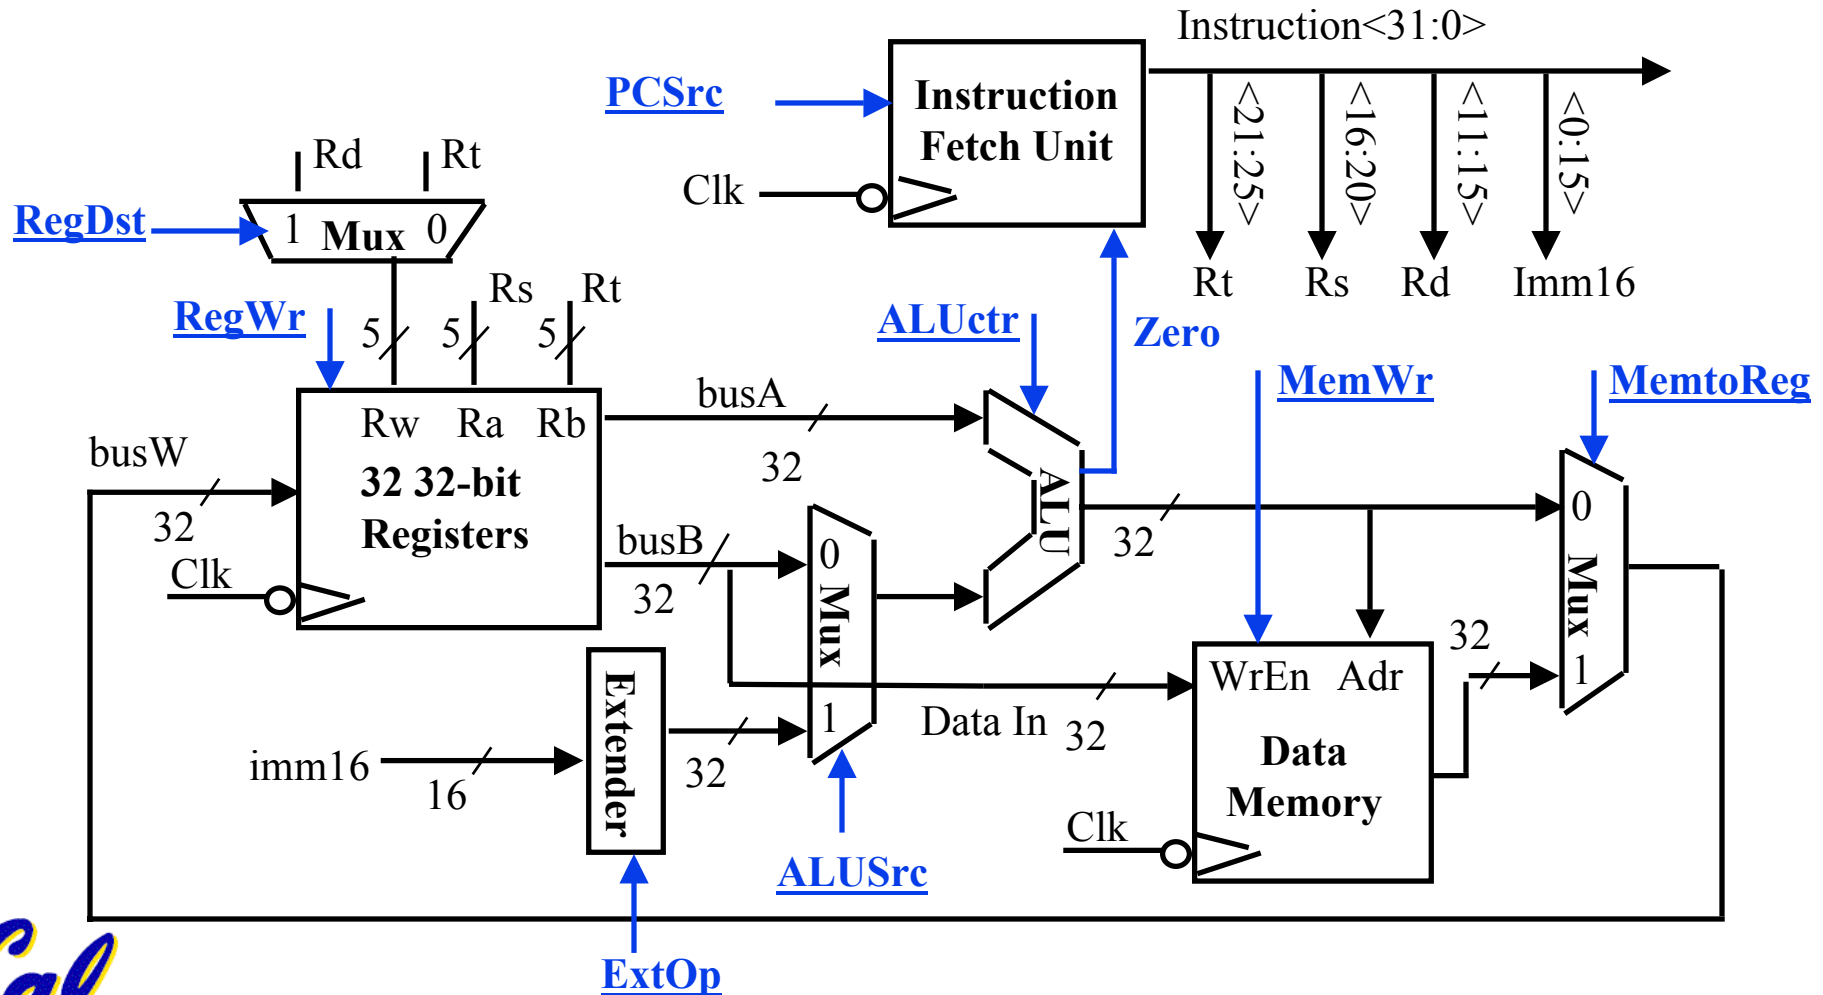 Instruction<31:0>
PCSrc
Instruction
Fetch Unit
Clk
<21:25>
<16:20>
<11:15>
<0:15>
Rt
Rs
Rd
Imm16
Rd
Rt
RegDst
1 Mux 0
RegWr
5
5
Rs
5
Rt
ALUctr
Zero
MemWr
MemtoReg
busW
32
Rw Ra Rb
32 32-bit
Registers
Clk
busA
32
busB
32
0
Mux
1
ALU
32
imm16
16
Extender
32
ExtOp
ALUSrc
Data In
32
WrEn Adr
Data
Memory
Clk
32
0
Mux
1
Cal